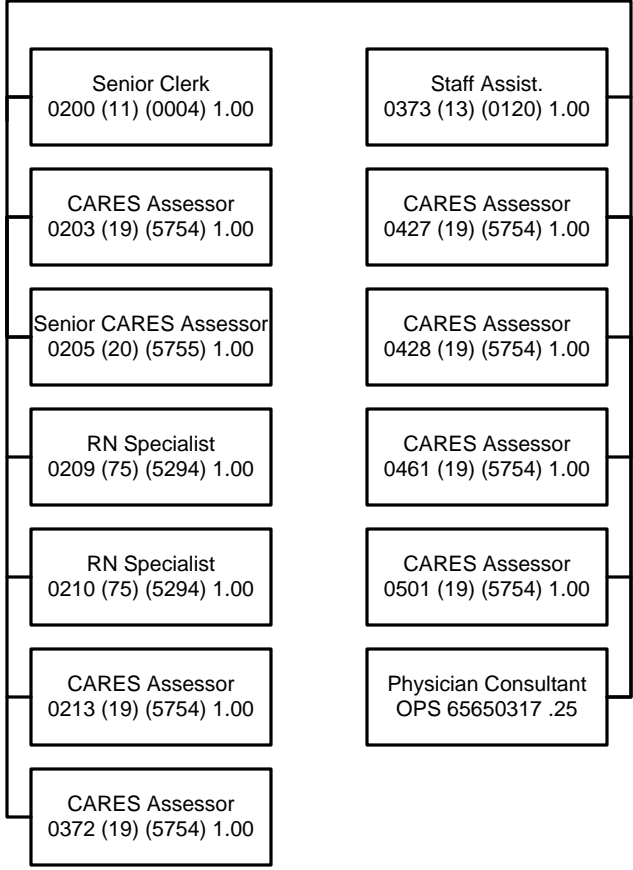 Senior Clerk
0200 (11) (0004) 1.00
CARES Assessor
0203 (19) (5754) 1.00
Senior CARES Assessor
0205 (20) (5755) 1.00
RN Specialist
0209 (75) (5294) 1.00
RN Specialist
0210 (75) (5294) 1.00
CARES Assessor
0213 (19) (5754) 1.00
CARES Assessor
0372 (19) (5754) 1.00
Staff Assist.
0373 (13) (0120) 1.00
CARES Assessor
0427 (19) (5754) 1.00
CARES Assessor
0428 (19) (5754) 1.00
CARES Assessor
0461 (19) (5754) 1.00
CARES Assessor
0501 (19) (5754) 1.00
Physician Consultant
OPS 65650317 .25